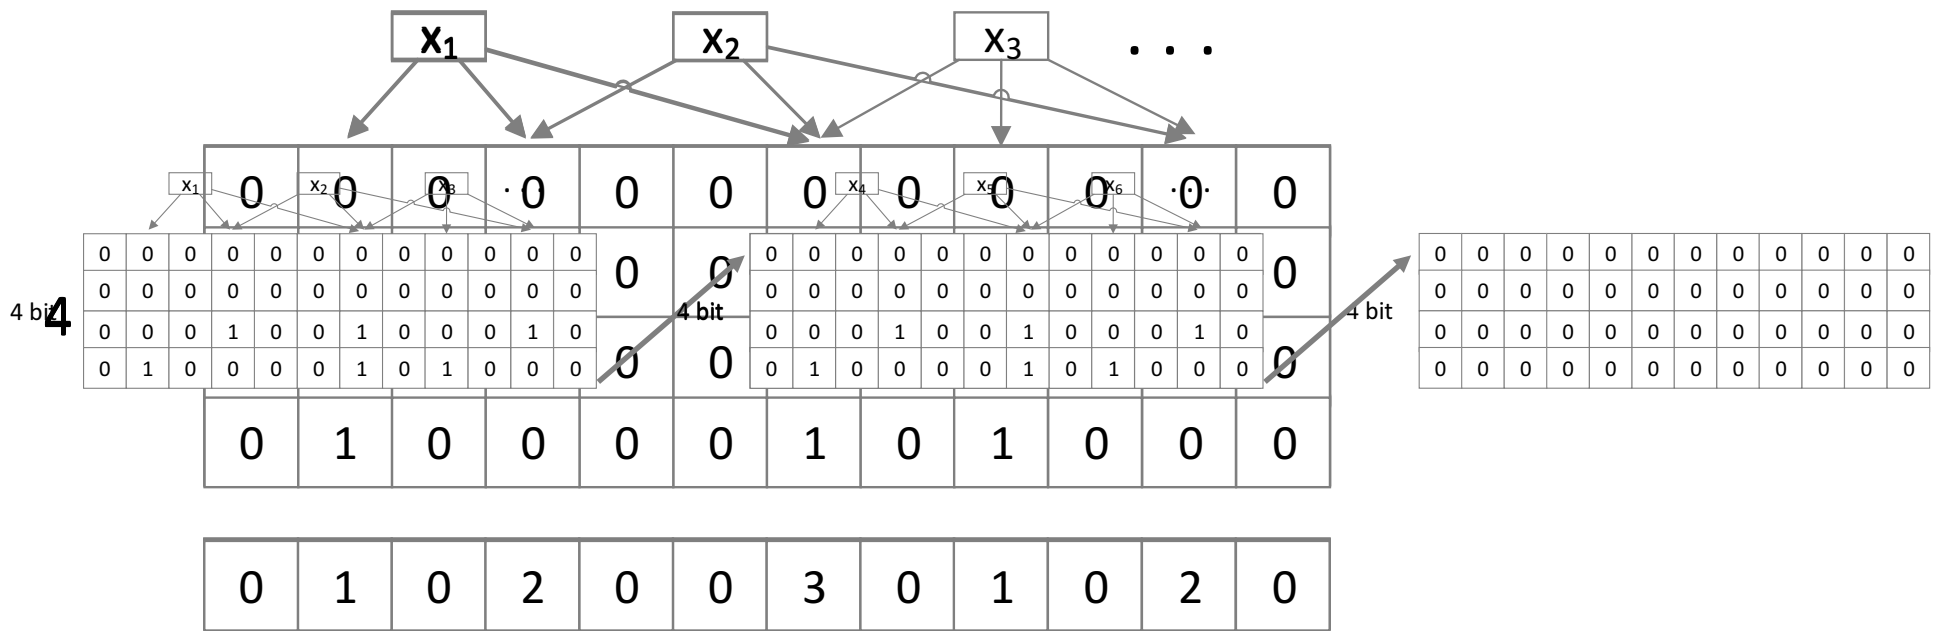 x₁ x₂ x₃ . . .
0 0 0 0 0 0 0 0 0 0 0 0
x₁ x₂ x₃ . . .
x₄ x₅ x₆ . . .
0 0 0 0 0 0 0 0 0 0 0 0
0 0 0 0 0 0 0 0 0 0 0 0
0 0 0 1 0 0 1 0 0 0 1 0
0 1 0 0 0 0 1 0 1 0 0 0
4 bit
4
0 0 0
0 0 0
4 bit
0 0 0 0 0 0 0 0 0 0 0 0
0 0 0 0 0 0 0 0 0 0 0 0
0 0 0 1 0 0 1 0 0 0 1 0
0 1 0 0 0 0 1 0 1 0 0 0
4 bit
0 0 0 0 0 0 0 0 0 0 0 0
0 0 0 0 0 0 0 0 0 0 0 0
0 0 0 0 0 0 0 0 0 0 0 0
0 0 0 0 0 0 0 0 0 0 0 0
0 1 0 0 0 0 1 0 1 0 0 0
0 1 0 2 0 0 3 0 1 0 2 0